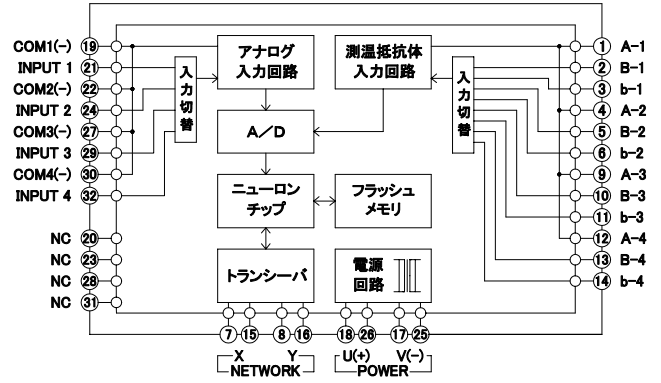 COM1(-) 19
INPUT 1 21
COM2(-) 22
INPUT 2 24
COM3(-) 27
INPUT 3 29
COM4(-) 30
INPUT 4 32
NC 20
NC 23
NC 28
NC 31
入力切替
アナログ
入力回路
測温抵抗体
入力回路
入力切替
A/D
ニューロン
チップ
フラッシュ
メモリ
トランシーバ
電源
回路
1 A-1
2 B-1
3 b-1
4 A-2
5 B-2
6 b-2
9 A-3
10 B-3
11 b-3
12 A-4
13 B-4
14 b-4
7 15 8 16 18 26 17 25
X Y U(+) V(-)
NETWORK POWER